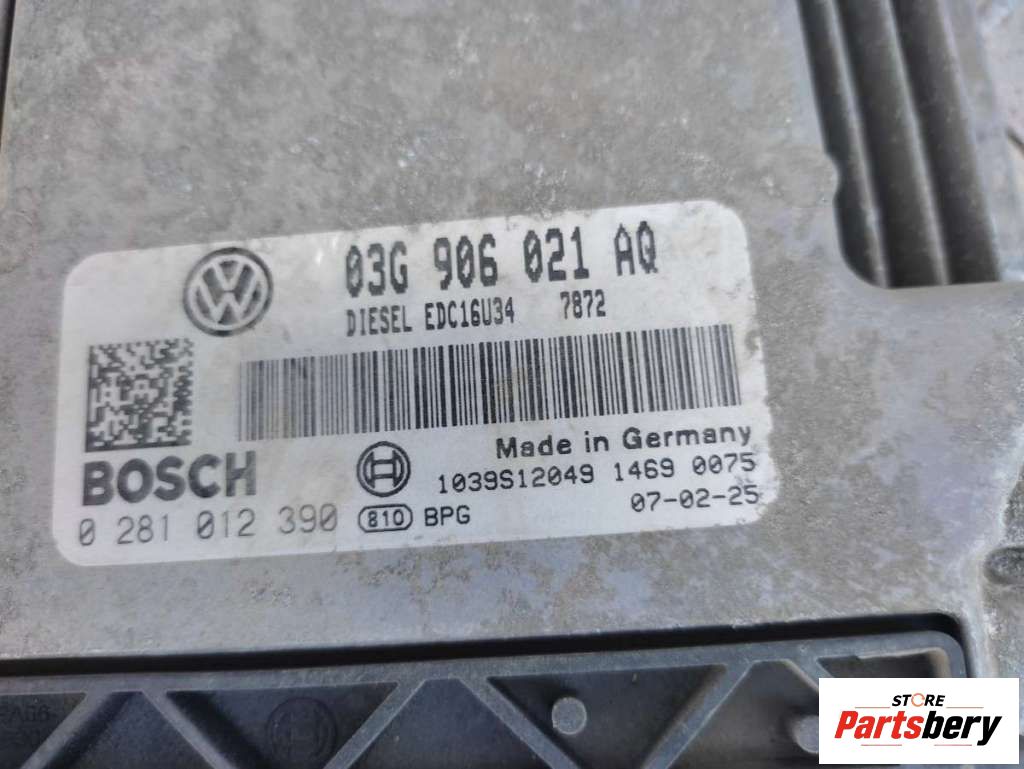 03G 906 021 AQ
DIESEL EDC16U34 7872
Made in Germany
BOSCH
1039S12049 1469 0075
0 281 012 390 810 BPG
07-02-25
STORE
Partsbery